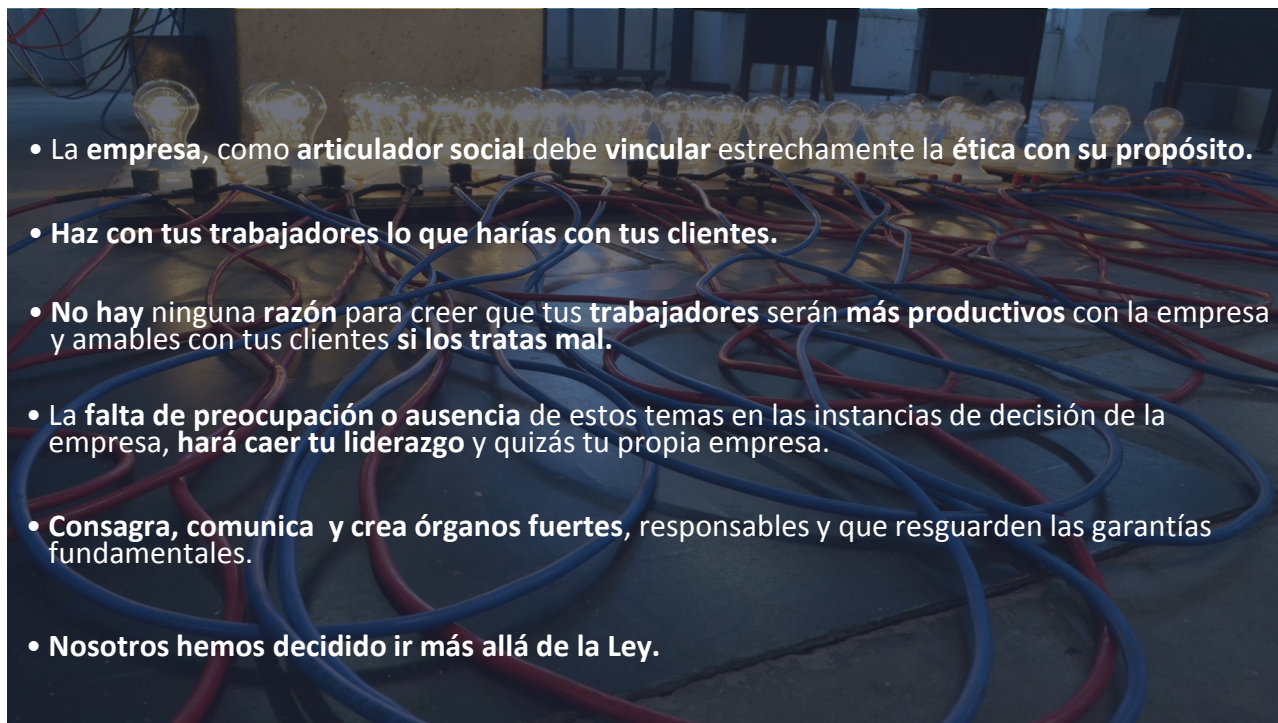 • La empresa, como articulador social debe vincular estrechamente la ética con su propósito.
• Haz con tus trabajadores lo que harías con tus clientes.
• No hay ninguna razón para creer que tus trabajadores serán más productivos con la empresa
y amables con tus clientes si los tratas mal.
• La falta de preocupación o ausencia de estos temas en las instancias de decisión de la
empresa, hará caer tu liderazgo y quizás tu propia empresa.
• Consagra, comunica  y crea órganos fuertes, responsables y que resguarden las garantías
fundamentales.
• Nosotros hemos decidido ir más allá de la Ley.